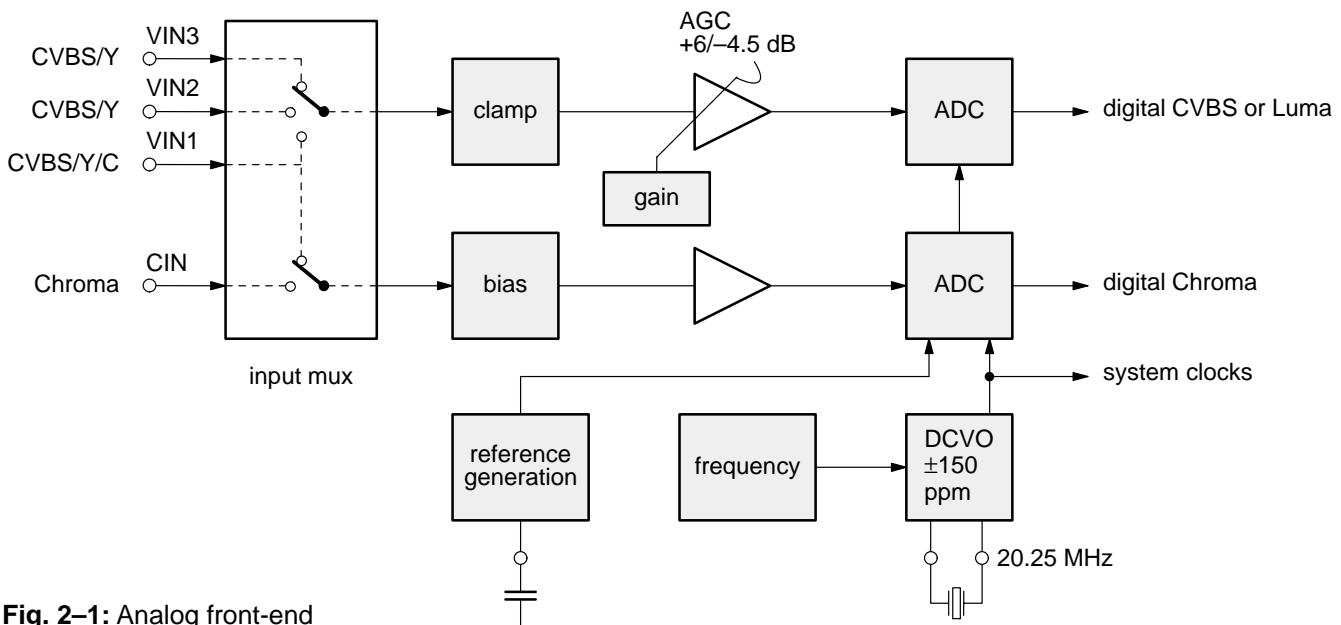 AGC
+6/–4.5 dB
CVBS/Y VIN3
CVBS/Y VIN2
CVBS/Y/C VIN1
clamp
ADC
digital CVBS or Luma
gain
Chroma CIN
bias
ADC
digital Chroma
input mux
system clocks
reference
generation
frequency
DCVO
±150
ppm
20.25 MHz
Fig. 2–1: Analog front-end